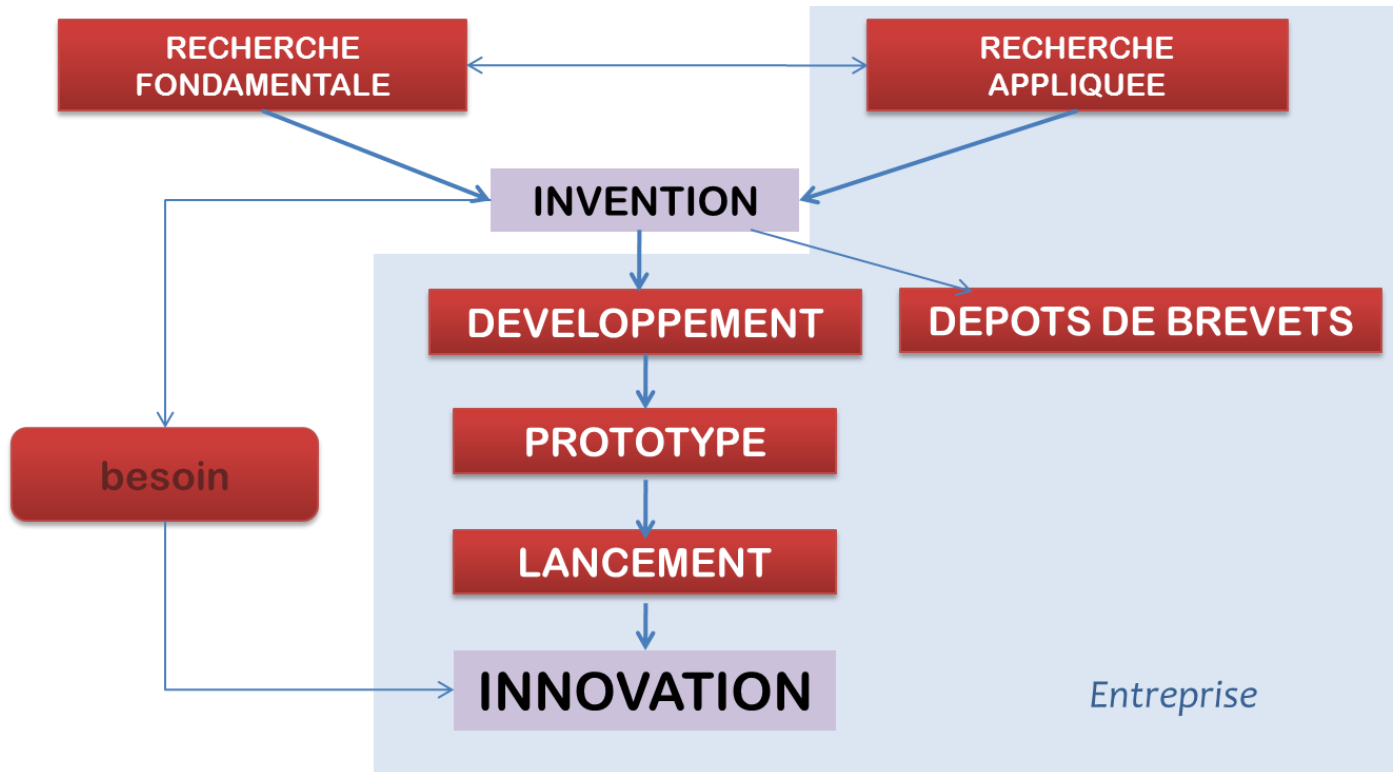 RECHERCHE
FONDAMENTALE
RECHERCHE
APPLIQUEE
INVENTION
DEVELOPPEMENT
DEPOTS DE BREVETS
PROTOTYPE
besoin
LANCEMENT
INNOVATION
Entreprise